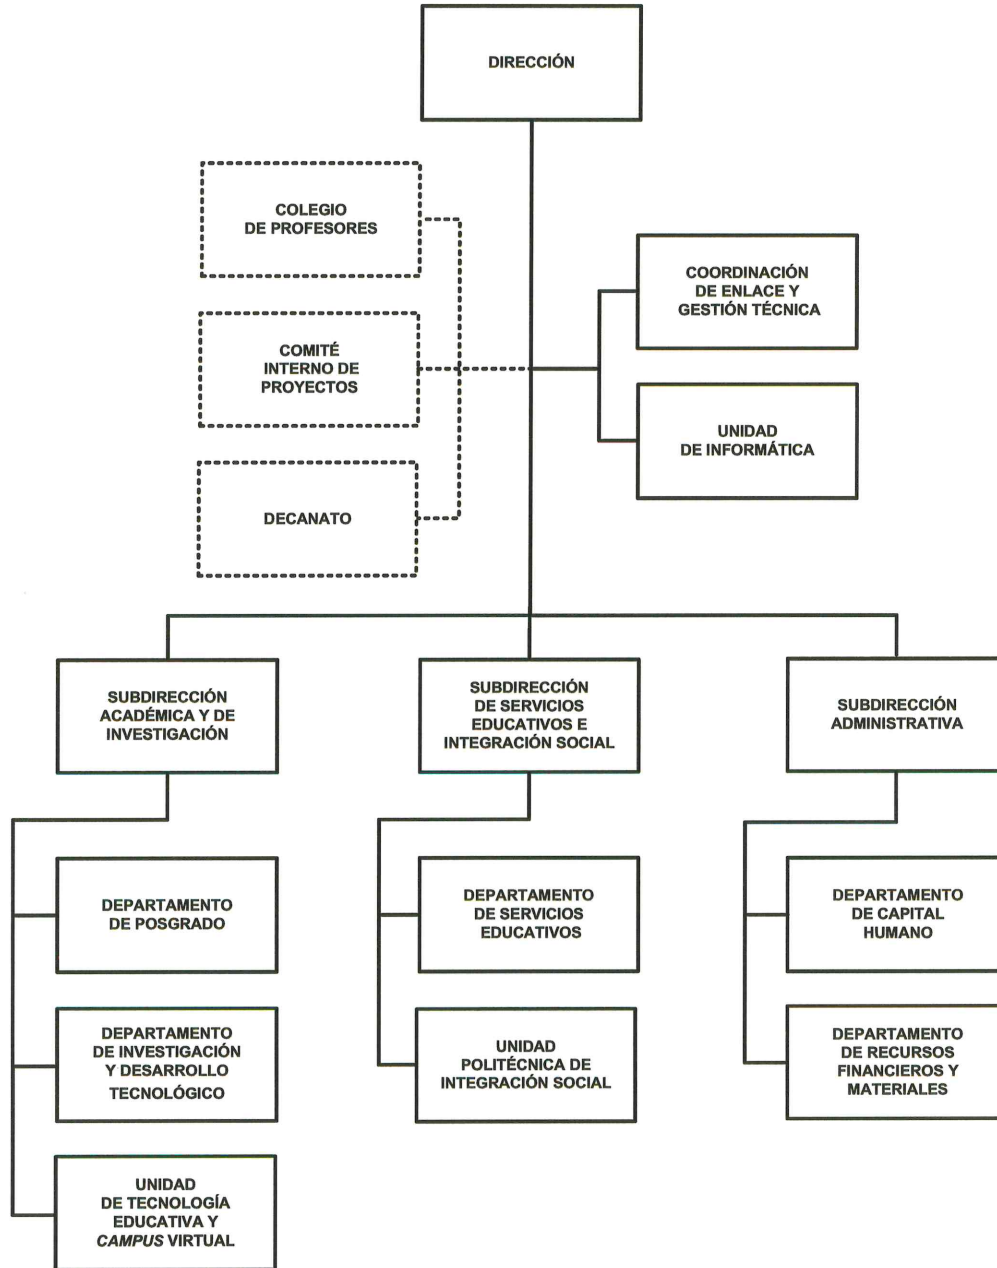 DIRECCIÓN
COLEGIO
DE PROFESORES
COORDINACIÓN
DE ENLACE Y
GESTIÓN TÉCNICA
COMITÉ
INTERNO DE
PROYECTOS
UNIDAD
DE INFORMÁTICA
DECANATO
SUBDIRECCIÓN
ACADÉMICA Y DE
INVESTIGACIÓN
SUBDIRECCIÓN
DE SERVICIOS
EDUCATIVOS E
INTEGRACIÓN SOCIAL
SUBDIRECCIÓN
ADMINISTRATIVA
DEPARTAMENTO
DE POSGRADO
DEPARTAMENTO
DE SERVICIOS
EDUCATIVOS
DEPARTAMENTO
DE CAPITAL
HUMANO
DEPARTAMENTO
DE INVESTIGACIÓN
Y DESARROLLO
TECNOLÓGICO
UNIDAD
POLITÉCNICA DE
INTEGRACIÓN SOCIAL
DEPARTAMENTO
DE RECURSOS
FINANCIEROS Y
MATERIALES
UNIDAD
DE TECNOLOGÍA
EDUCATIVA Y
CAMPUS VIRTUAL